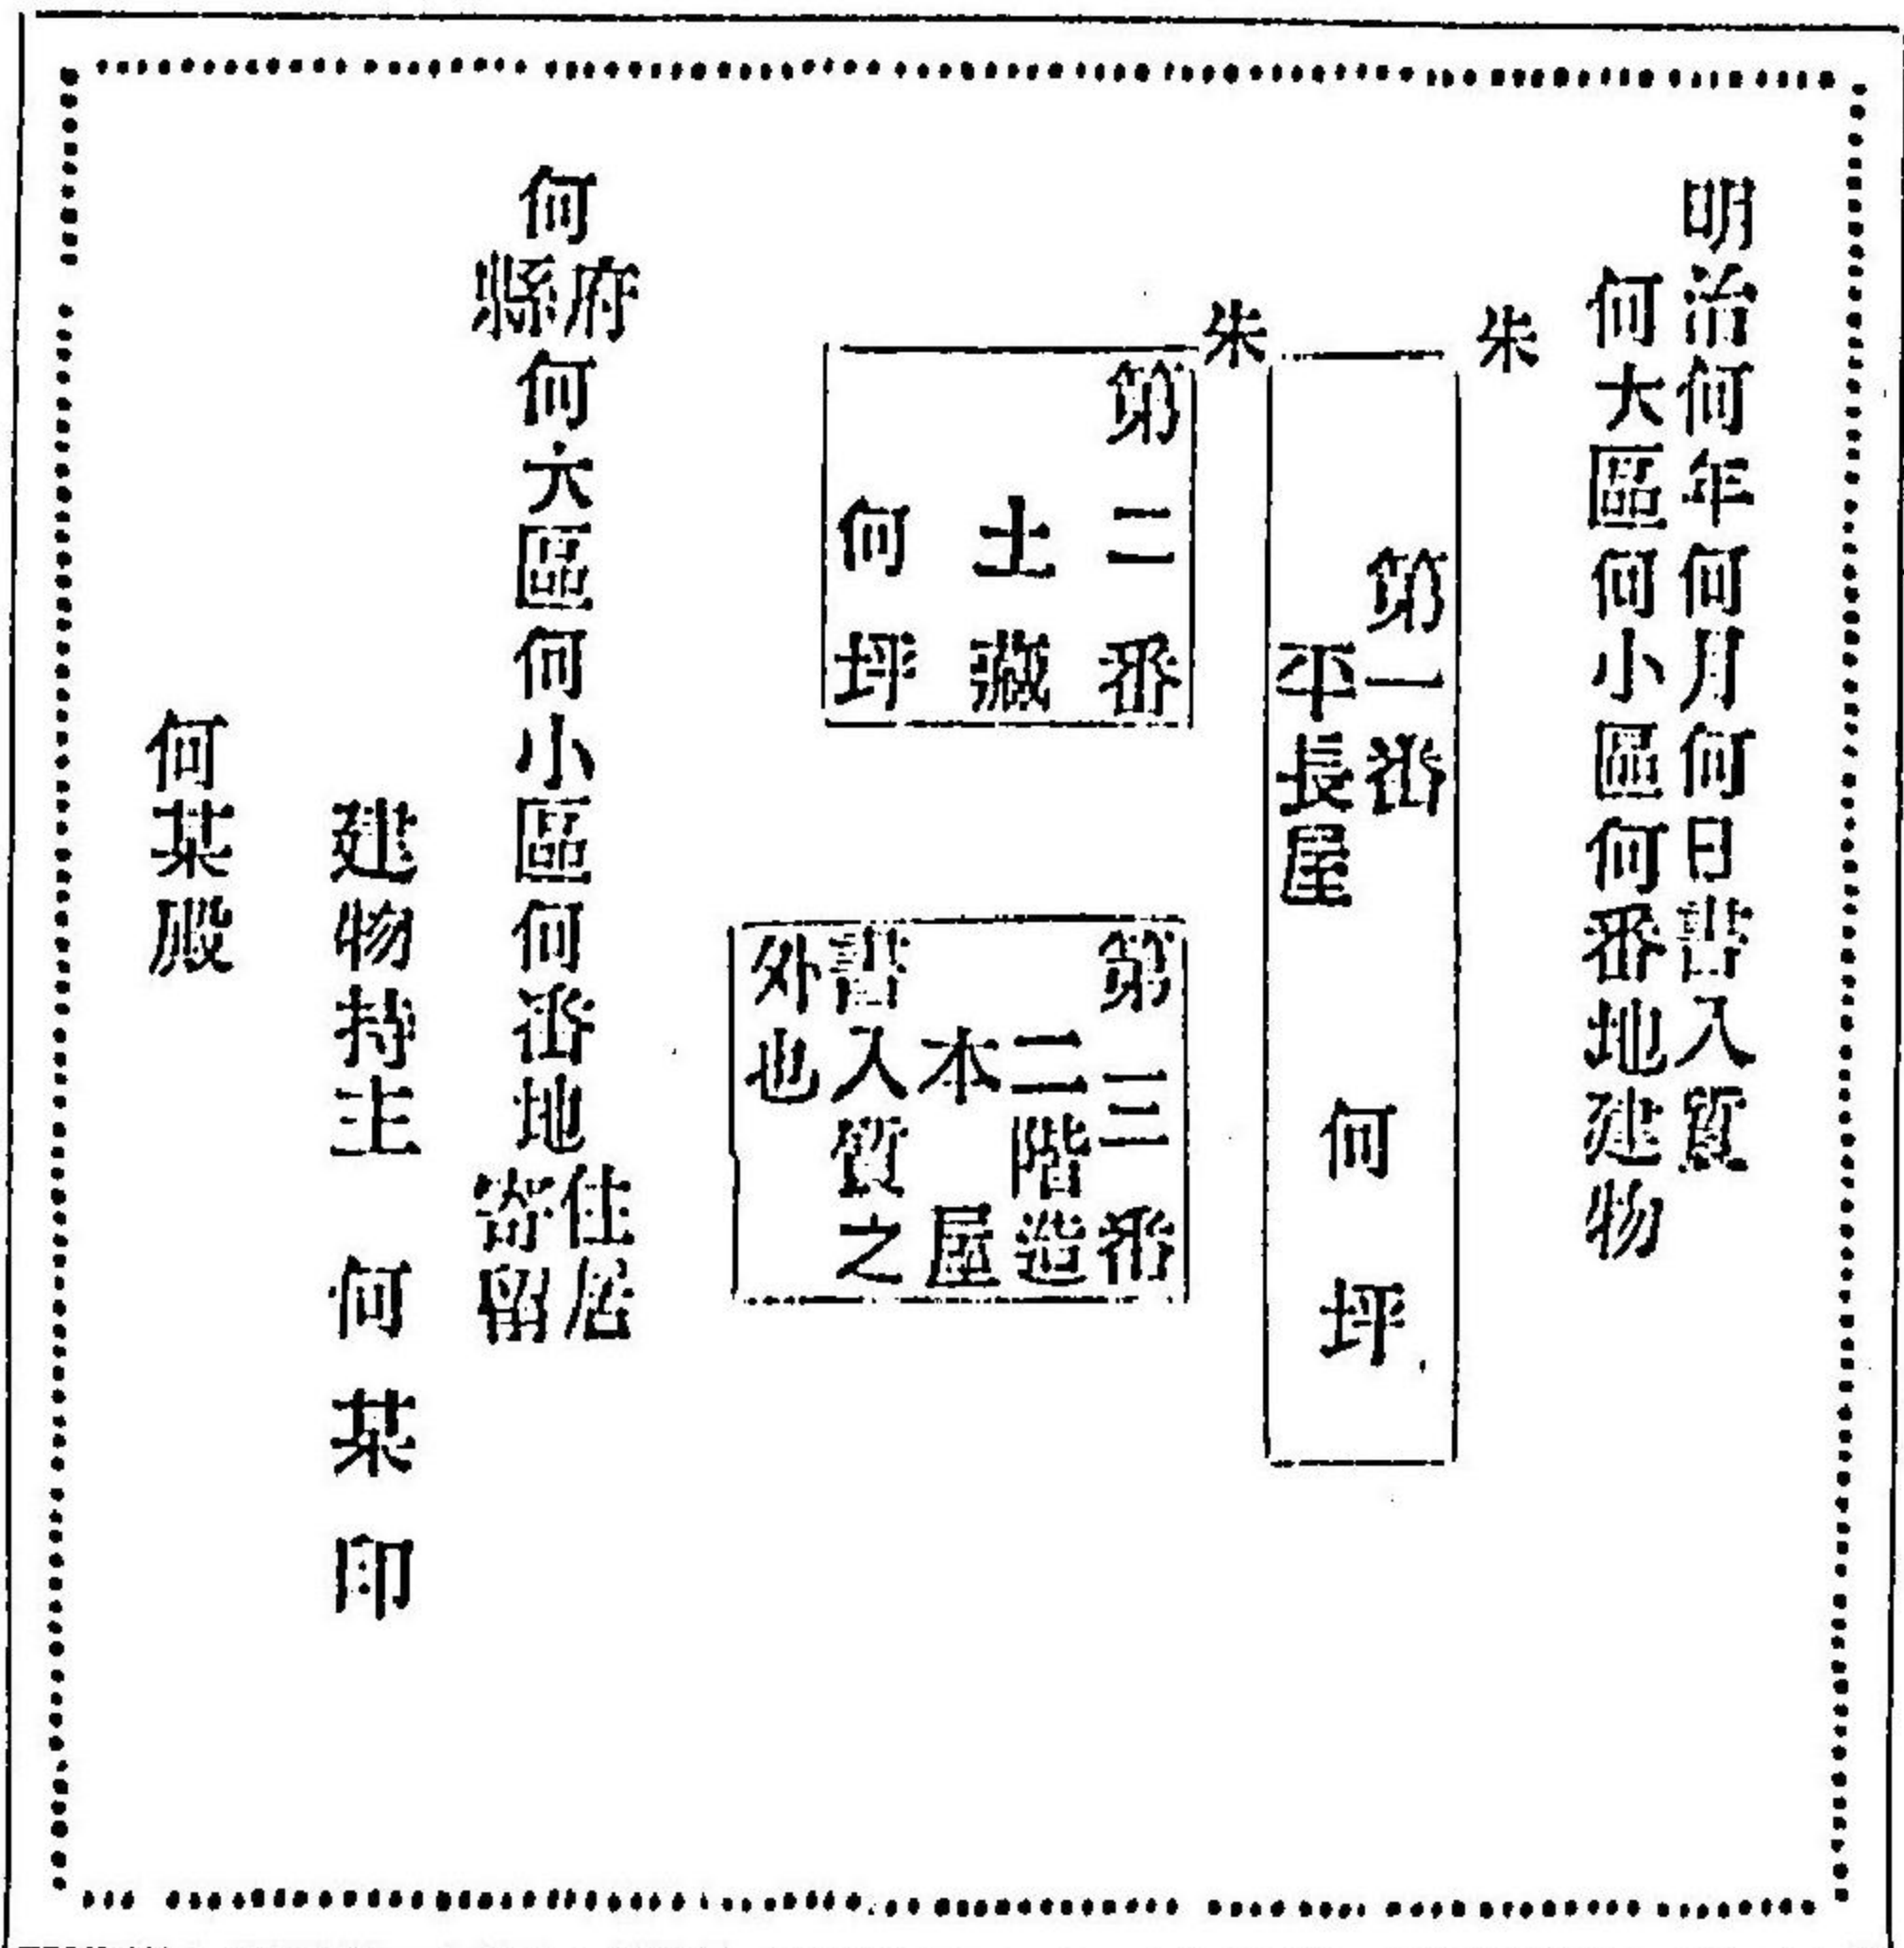 明治何年何月何日書入質
何大區何小區何番地建物
朱
第一番
平長屋
何坪
朱
第二番
土藏
何坪
第三番
二階造
本屋
書入質之
外也
何府縣何大區何小區何番地住居寄留
建物持主 何某印
何某殿